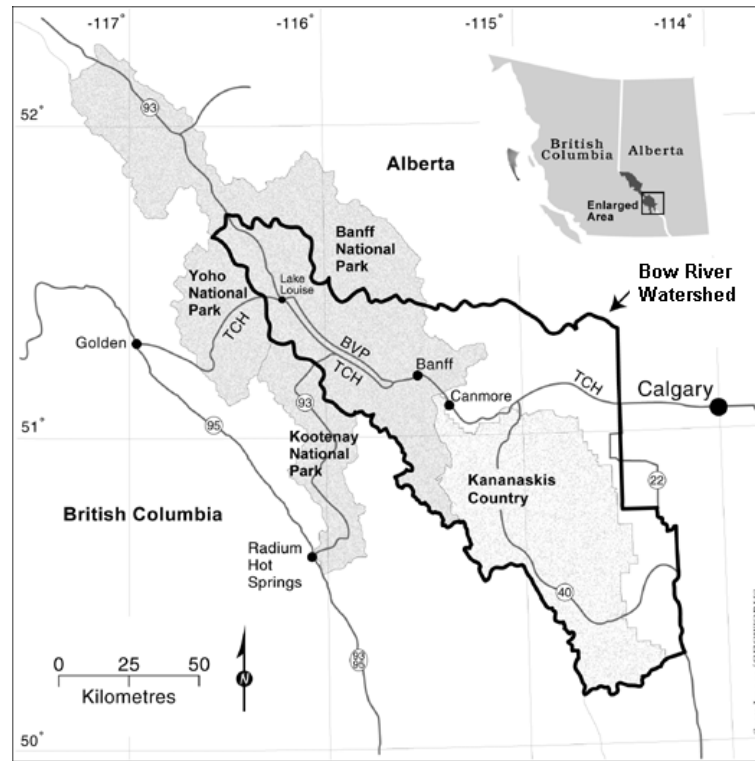 -117°
-116°
-115°
-114°
93
52°
British
Columbia
Alberta
Enlarged
Area
Alberta
Banff
National
Park
Bow River
Watershed
Yoho
National
Park
Lake
Louise
Golden
TCH
BVP
TCH
Banff
Canmore
TCH
Calgary
93
51°
95
Kootenay
National
Park
Kananaskis
Country
22
British Columbia
Radium
Hot
Springs
40
0 25 50
Kilometres
N
93
95
50°